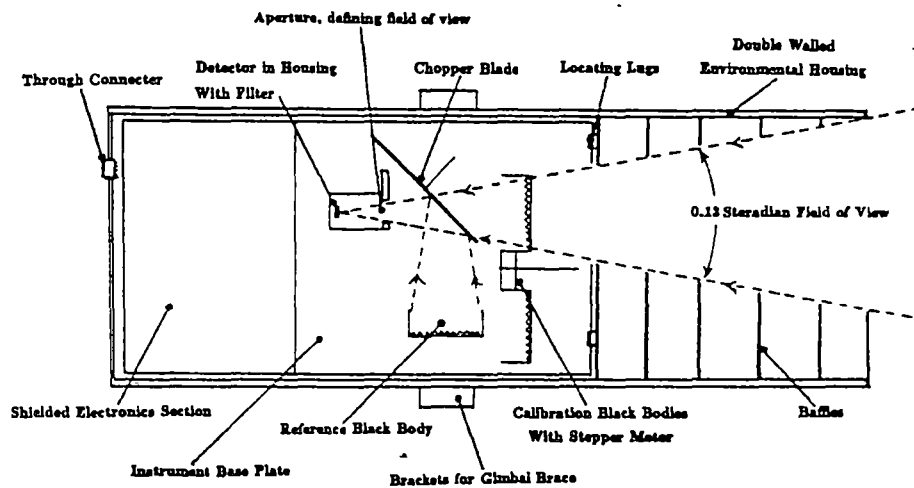 Aperture, defining field of view
Double Walled
Environmental Housing
Detector in Housing
With Filter
Chopper Blade
Locating Lugs
Through Connecter
0.13 Steradian Field of View
Shielded Electronics Section
Reference Black Body
Calibration Black Bodies
With Stepper Motor
Baffles
Instrument Base Plate
Brackets for Gimbal Brace